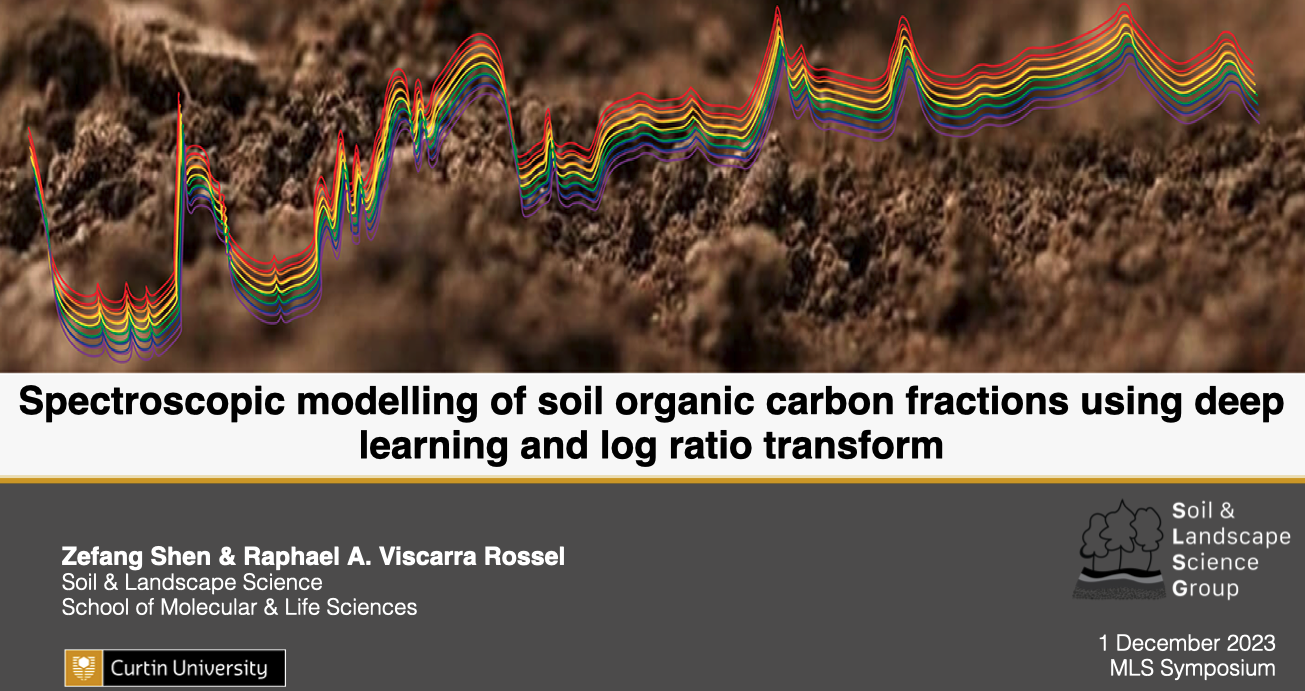 Spectroscopic modelling of soil organic carbon fractions using deep
learning and log ratio transform
Zefang Shen & Raphael A. Viscarra Rossel
Soil & Landscape Science
School of Molecular & Life Sciences
Curtin University
Soil &
Landscape
Science
Group
1 December 2023
MLS Symposium